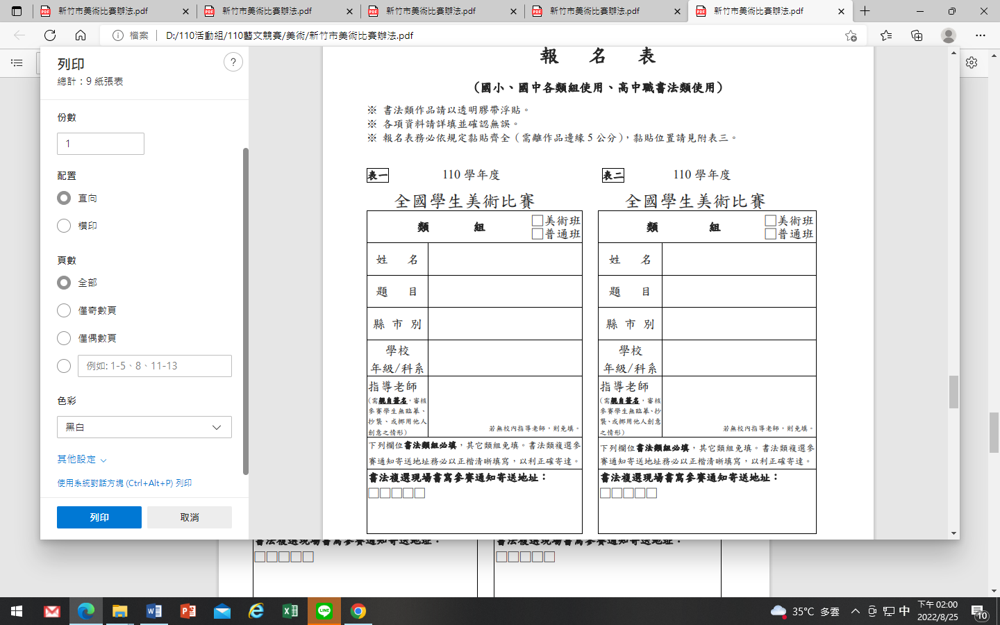 新竹市美術比賽辦法.pdf
新竹市美術比賽辦法.pdf
新竹市美術比賽辦法.pdf
新竹市美術比賽辦法.pdf
新竹市美術比賽辦法.pdf
檔案 D:/110活動組/110藝文競賽/美術/新竹市美術比賽辦法.pdf
列印
?
總計：9 紙張表
份數
1
配置
直向
橫印
頁數
全部
僅奇數頁
僅偶數頁
例如: 1-5、8、11-13
色彩
黑白
其他設定
使用系統對話方塊 (Ctrl+Alt+P) 列印
列印
取消
報 名 表
（國小、國中各類組使用、高中職書法類使用）
※ 書法類作品請以透明膠帶浮貼。
※ 各項資料請詳填並確認無誤。
※ 報名表務必依規定黏貼齊全（需離作品邊緣 5 公分），黏貼位置請見附表三。
表一 110 學年度
全國學生美術比賽
類 組
□美術班
□普通班
姓 名
題 目
縣 市 別
學校
年級/科系
指導老師
（需親自簽名，審核
參賽學生無臨摹、
抄襲、或挪用他人
創意之情形）
若無校內指導老師，則免填。
下列欄位書法類組必填，其它類組免填。書法類複選參
賽通知寄送地址務必以正楷清晰填寫，以利正確寄達。
書法複選現場書寫參賽通知寄送地址：
□□□□□
表二 110 學年度
全國學生美術比賽
類 組
□美術班
□普通班
姓 名
題 目
縣 市 別
學校
年級/科系
指導老師
（需親自簽名，審核
參賽學生無臨摹、抄
襲、或挪用他人創意
之情形）
若無校內指導老師，則免填。
下列欄位書法類組必填，其它類組免填。書法類複選參
賽通知寄送地址務必以正楷清晰填寫，以利正確寄達。
書法複選現場書寫參賽通知寄送地址：
□□□□□
書法複選現場書寫參賽通知寄送地址：
□□□□□
書法複選現場書寫參賽通知寄送地址：
□□□□□
35°C 多雲
中
下午 02:00
2022/8/25
10